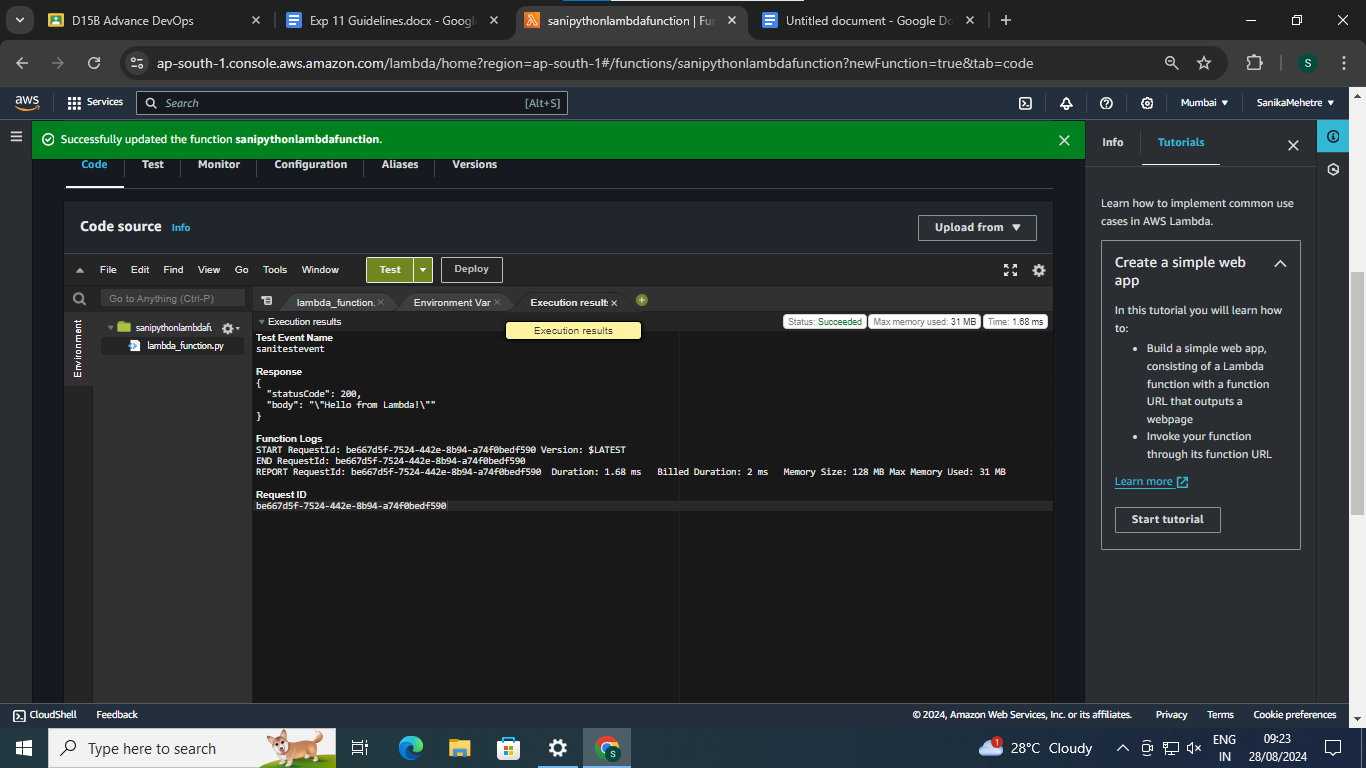 D15B Advance DevOps
Exp 11 Guidelines.docx - Googl
sanipythonlambdafunction | Fu
Untitled document - Google Do
ap-south-1.console.aws.amazon.com/lambda/home?region=ap-south-1#/functions/sanipythonlambdafunction?newFunction=true&tab=code
S
aws
Services
Search
[Alt+S]
Mumbai
SanikaMehetre
Successfully updated the function sanipythonlambdafunction.
Code Test Monitor Configuration Aliases Versions
Code source Info
Upload from
File Edit Find View Go Tools Window
Test
Deploy
Go to Anything (Ctrl-P)
Environment
sanipythonlambdafu
lambda_function.py
lambda_function.
Environment Var
Execution results
Execution results
Execution results
Status: Succeeded
Max memory used: 31 MB
Time: 1.68 ms
Test Event Name
sanitestevent
Response
{
"statusCode": 200,
"body": "\"Hello from Lambda!\""
}
Function Logs
START RequestId: be667d5f-7524-442e-8b94-a74f0bedf590 Version: $LATEST
END RequestId: be667d5f-7524-442e-8b94-a74f0bedf590
REPORT RequestId: be667d5f-7524-442e-8b94-a74f0bedf590 Duration: 1.68 ms Billed Duration: 2 ms Memory Size: 128 MB Max Memory Used: 31 MB
Request ID
be667d5f-7524-442e-8b94-a74f0bedf590
Info
Tutorials
Learn how to implement common use
cases in AWS Lambda.
Create a simple web
app
In this tutorial you will learn how
to:
• Build a simple web app,
consisting of a Lambda
function with a function
URL that outputs a
webpage
• Invoke your function
through its function URL
Learn more
Start tutorial
CloudShell
Feedback
© 2024, Amazon Web Services, Inc. or its affiliates.
Privacy
Terms
Cookie preferences
Type here to search
S
1
28°C Cloudy
ENG
IN
09:23
28/08/2024